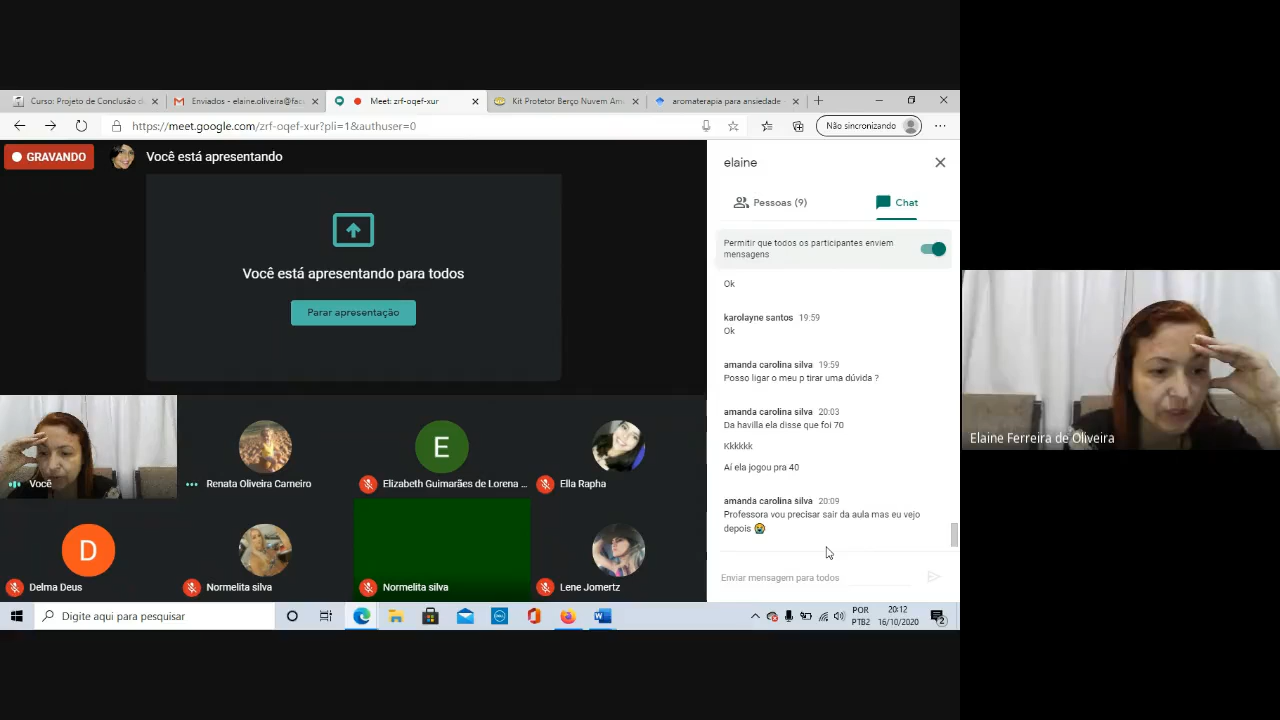 Curso: Projeto de Conclusão d
Enviados - elaine.oliveira@fac
Meet: zrf-oqef-xur
Kit Protetor Berço Nuvem Am
aromaterapia para ansiedade -
https://meet.google.com/zrf-oqef-xur?pli=1&authuser=0
Não sincronizando
GRAVANDO
Você está apresentando
Você está apresentando para todos
Parar apresentação
elaine
Pessoas (9)
Chat
Permitir que todos os participantes enviem
mensagens
Ok
karolayne santos 19:59
Ok
amanda carolina silva 19:59
Posso ligar o meu p tirar uma dúvida ?
amanda carolina silva 20:03
Da havilla ela disse que foi 70
Kkkkkk
Aí ela jogou pra 40
amanda carolina silva 20:09
Professora vou precisar sair da aula mas eu vejo
depois 😭
Enviar mensagem para todos
Você
Renata Oliveira Carneiro
E
Elizabeth Guimarães de Lorena ...
Ella Rapha
D
Delma Deus
Normelita silva
Normelita silva
Lene Jomertz
Elaine Ferreira de Oliveira
Digite aqui para pesquisar
POR
PTB2
20:12
16/10/2020
2